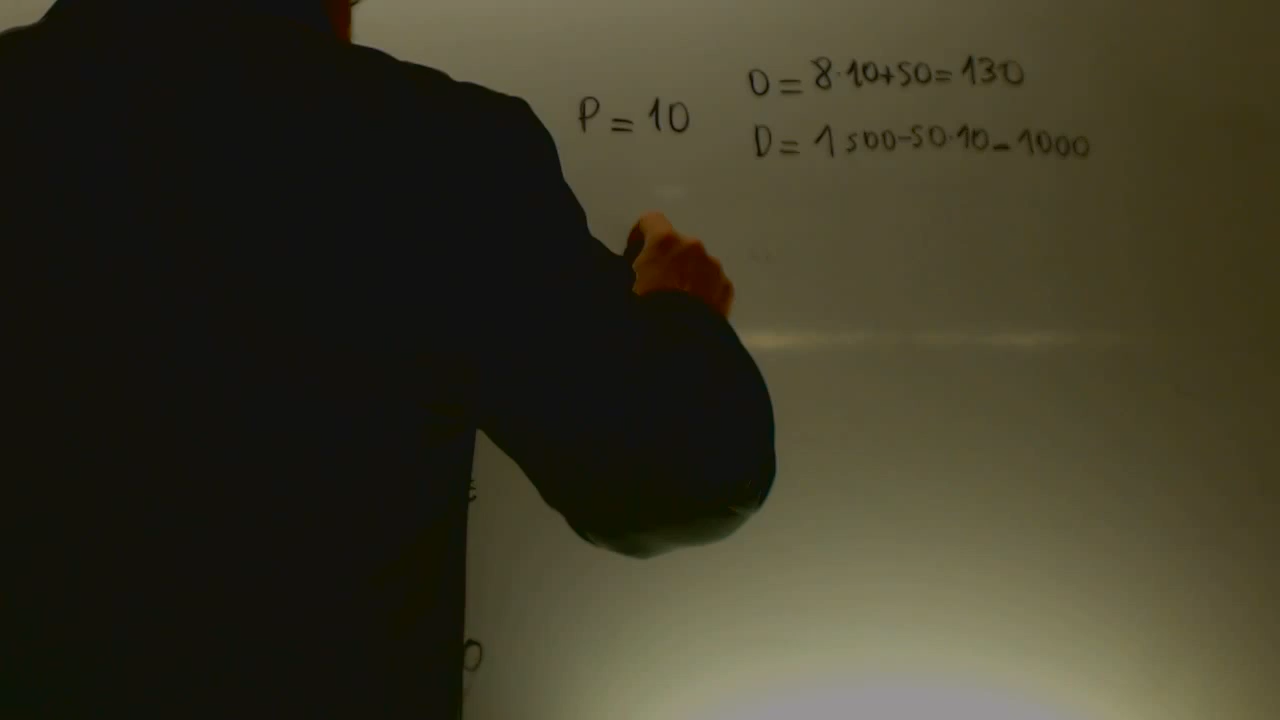 P = 10
O = 8·10+50= 130
D = 1500-50·10=1000